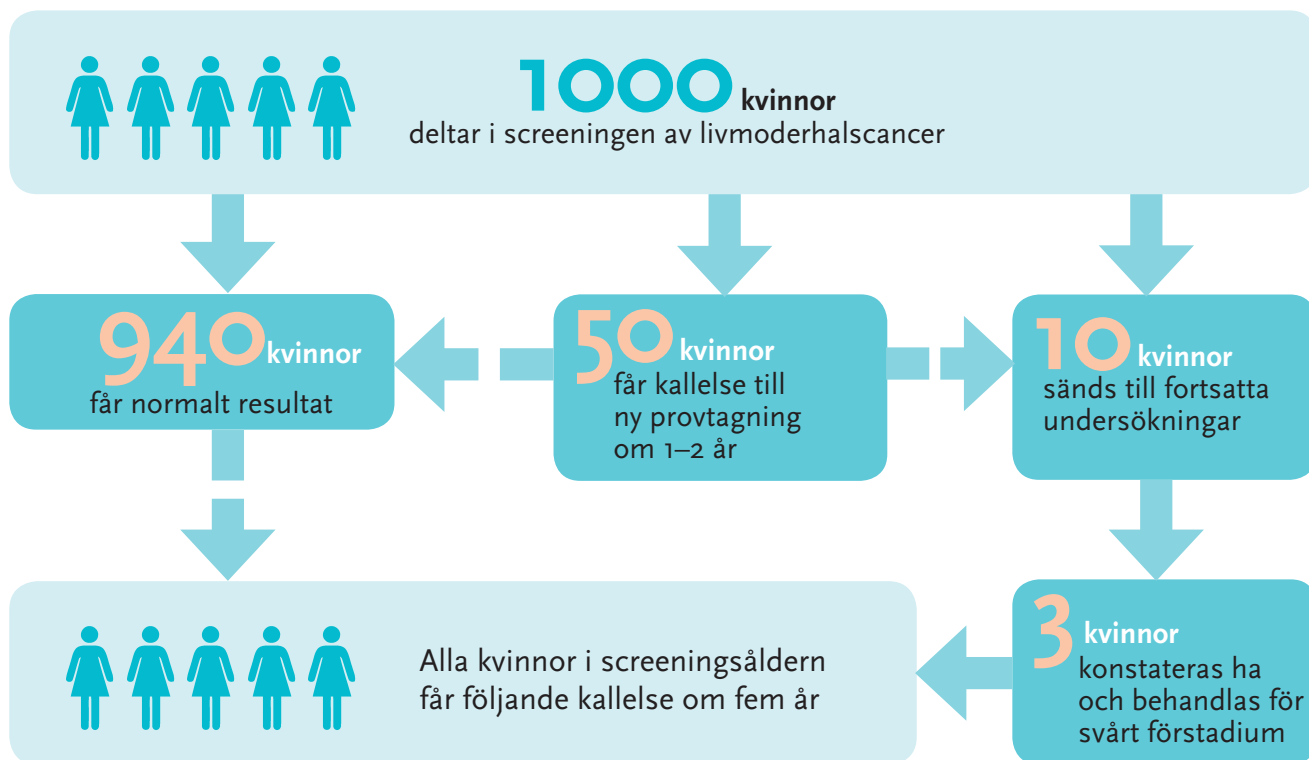 1000 kvinnor
deltar i screeningen av livmoderhalscancer
940 kvinnor
får normalt resultat
50 kvinnor
får kallelse till
ny provtagning
om 1–2 år
10 kvinnor
sänds till fortsatta
undersökningar
3 kvinnor
konstateras ha
och behandlas för
svårt förstadium
Alla kvinnor i screeningsåldern
får följande kallelse om fem år